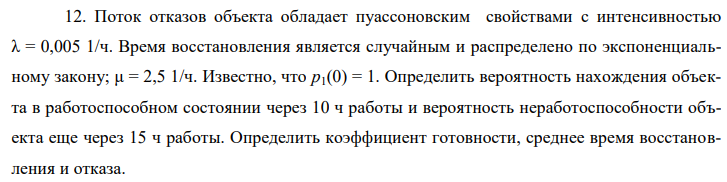 12. Поток отказов объекта обладает пуассоновским свойствами с интенсивностью
λ = 0,005 1/ч. Время восстановления является случайным и распределено по экспоненциаль-
ному закону; μ = 2,5 1/ч. Известно, что p₁(0) = 1. Определить вероятность нахождения объек-
та в работоспособном состоянии через 10 ч работы и вероятность неработоспособности объ-
екта еще через 15 ч работы. Определить коэффициент готовности, среднее время восстанов-
ления и отказа.